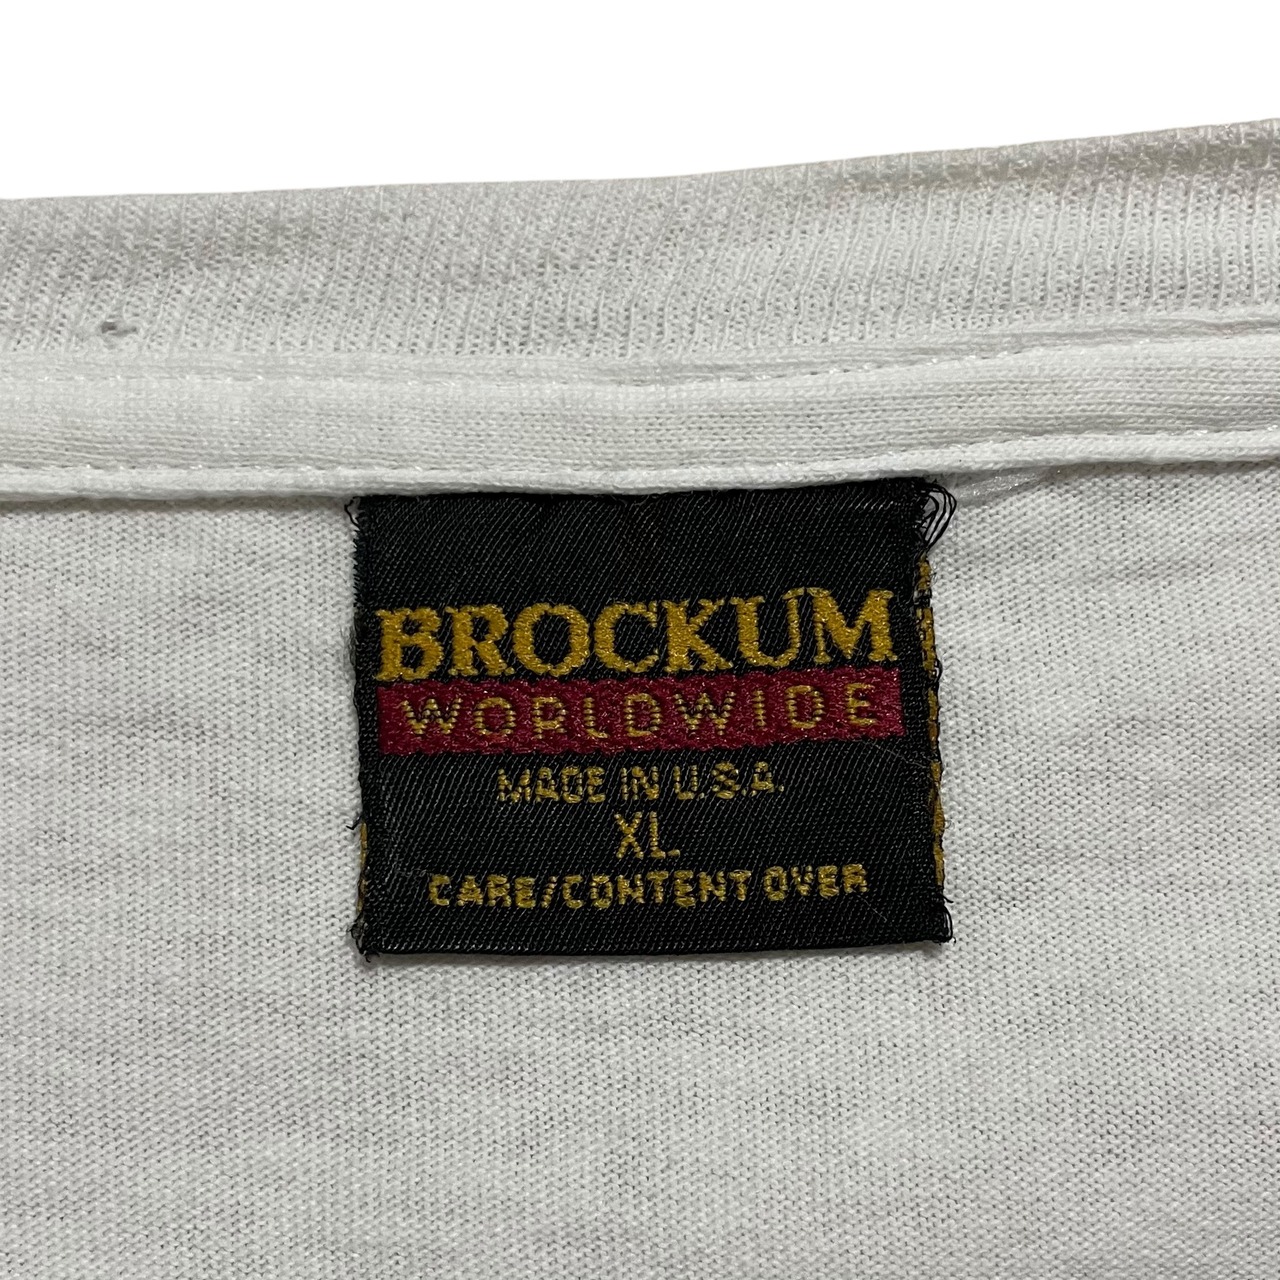 BROCKUM
WORLDWIDE
MADE IN U.S.A.
XL
CARE/CONTENT OVER